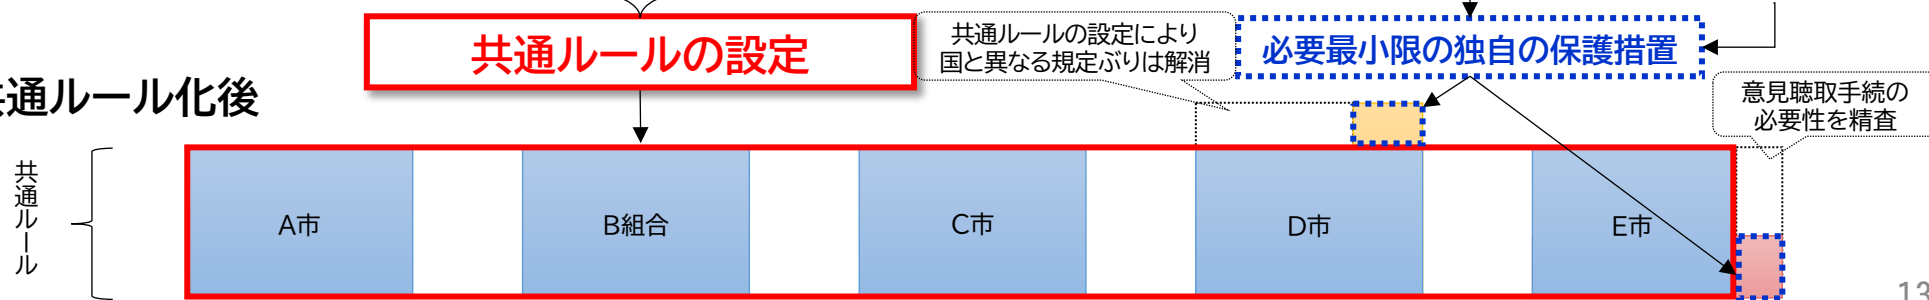 共通ルールの設定
共通ルールの設定により
国と異なる規定ぶりは解消
必要最小限の独自の保護措置
通ルール化後
意見聴取手続の
必要性を精査
共通ルール
A市
B組合
C市
D市
E市
13